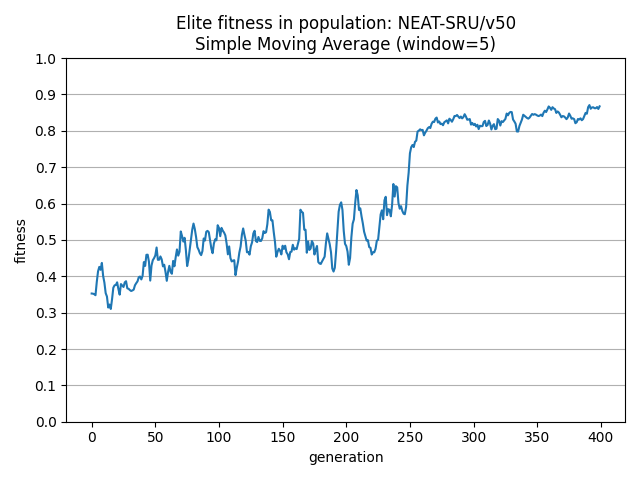 Elite fitness in population: NEAT-SRU/v50
Simple Moving Average (window=5)
1.0
0.9
0.8
0.7
0.6
0.5
0.4
0.3
0.2
0.1
0.0
fitness
0 50 100 150 200 250 300 350 400
generation